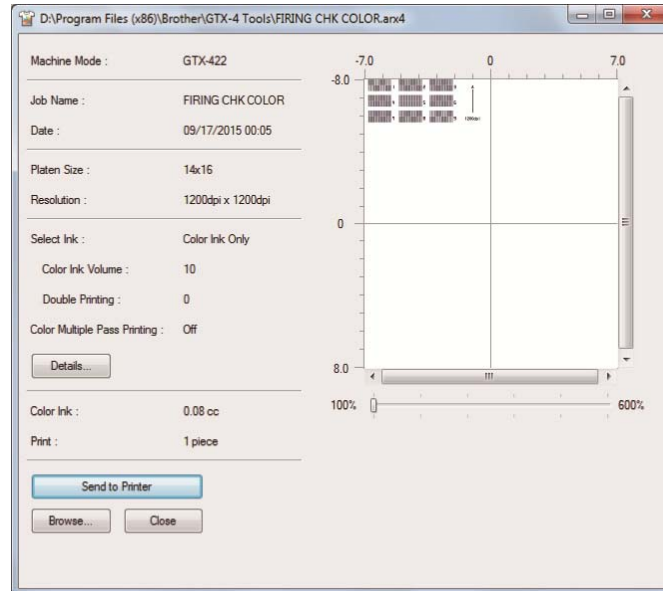 D:\Program Files (x86)\Brother\GTX-4 Tools\FIRING CHK COLOR.arx4
Machine Mode : GTX-422
Job Name : FIRING CHK COLOR
Date : 09/17/2015 00:05
Platen Size : 14x16
Resolution : 1200dpi x 1200dpi
Select Ink : Color Ink Only
Color Ink Volume : 10
Double Printing : 0
Color Multiple Pass Printing : Off
Details...
Color Ink : 0.08 cc
Print : 1 piece
Send to Printer
Browse... Close
-7.0 0 7.0
-8.0
1200dpi
0
8.0
100% 600%